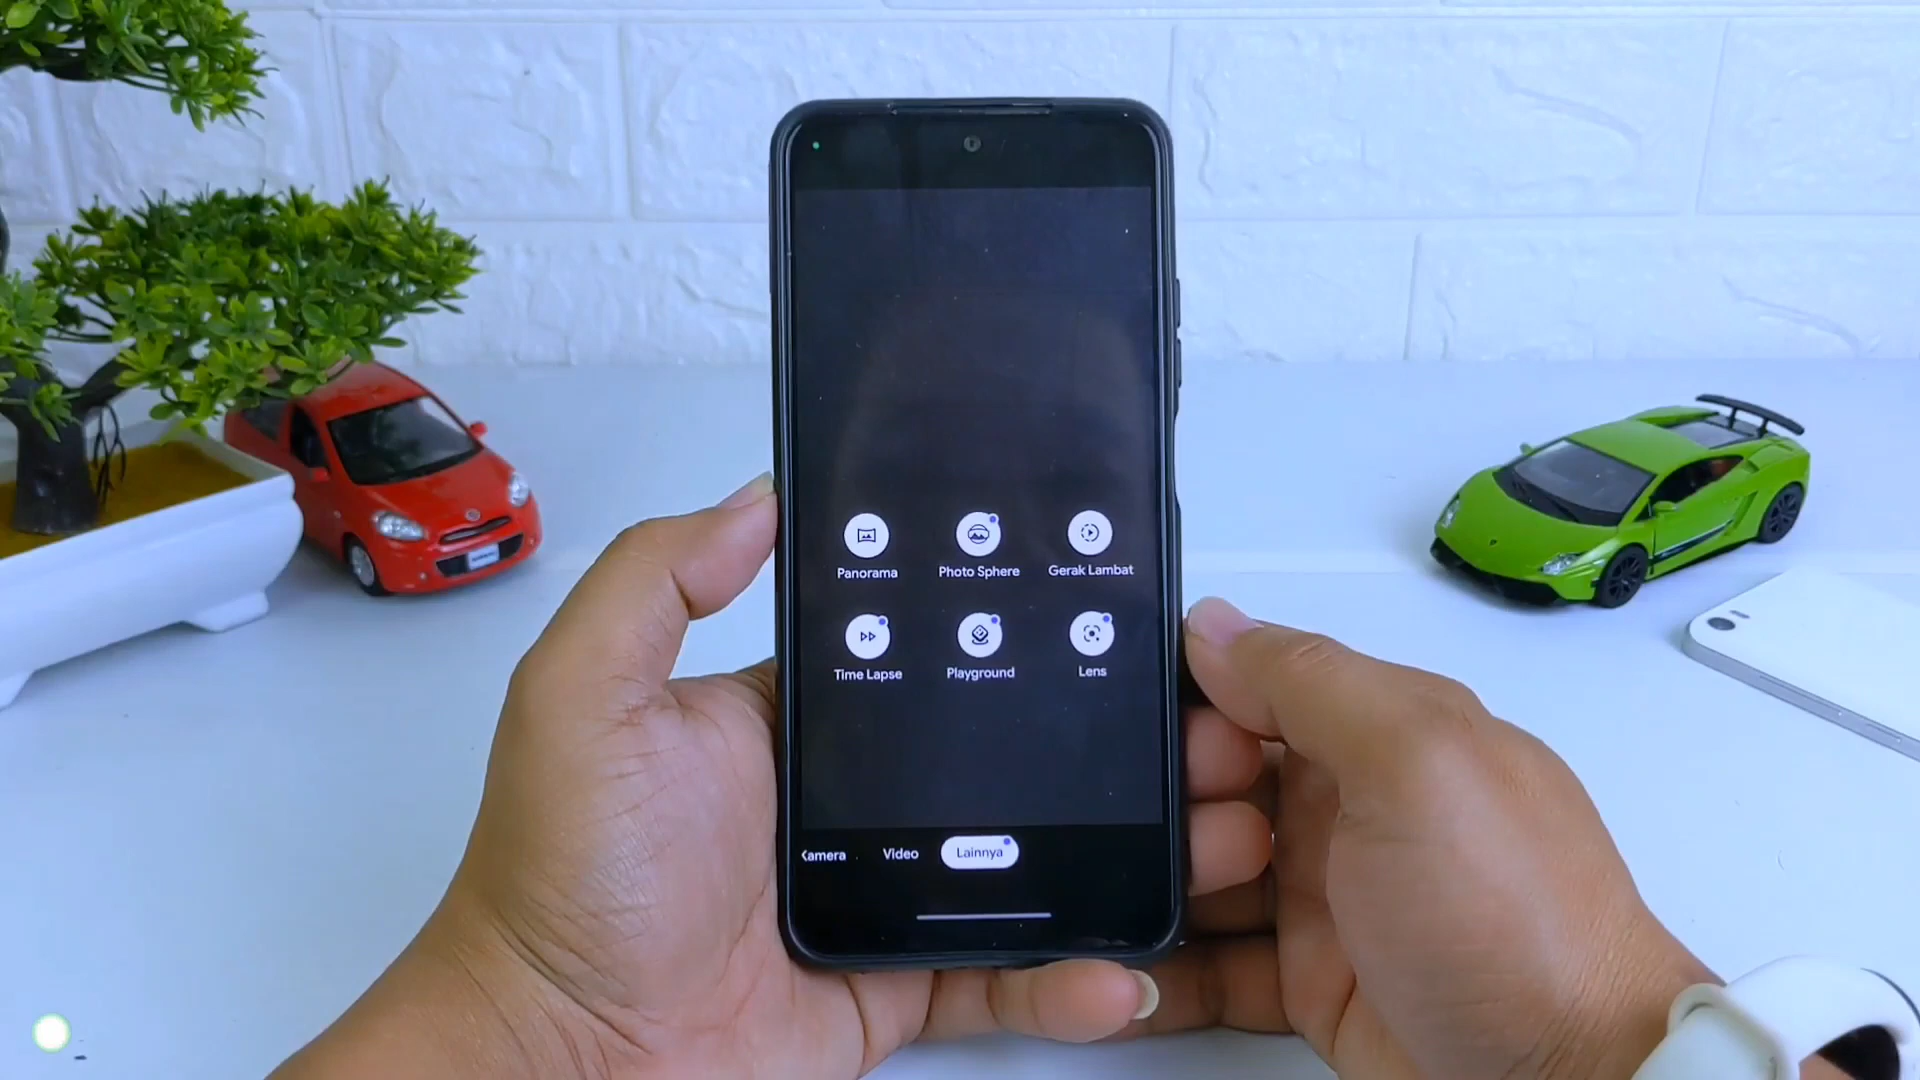 Panorama
Photo Sphere
Gerak Lambat
Time Lapse
Playground
Lens
Kamera
Video
Lainnya